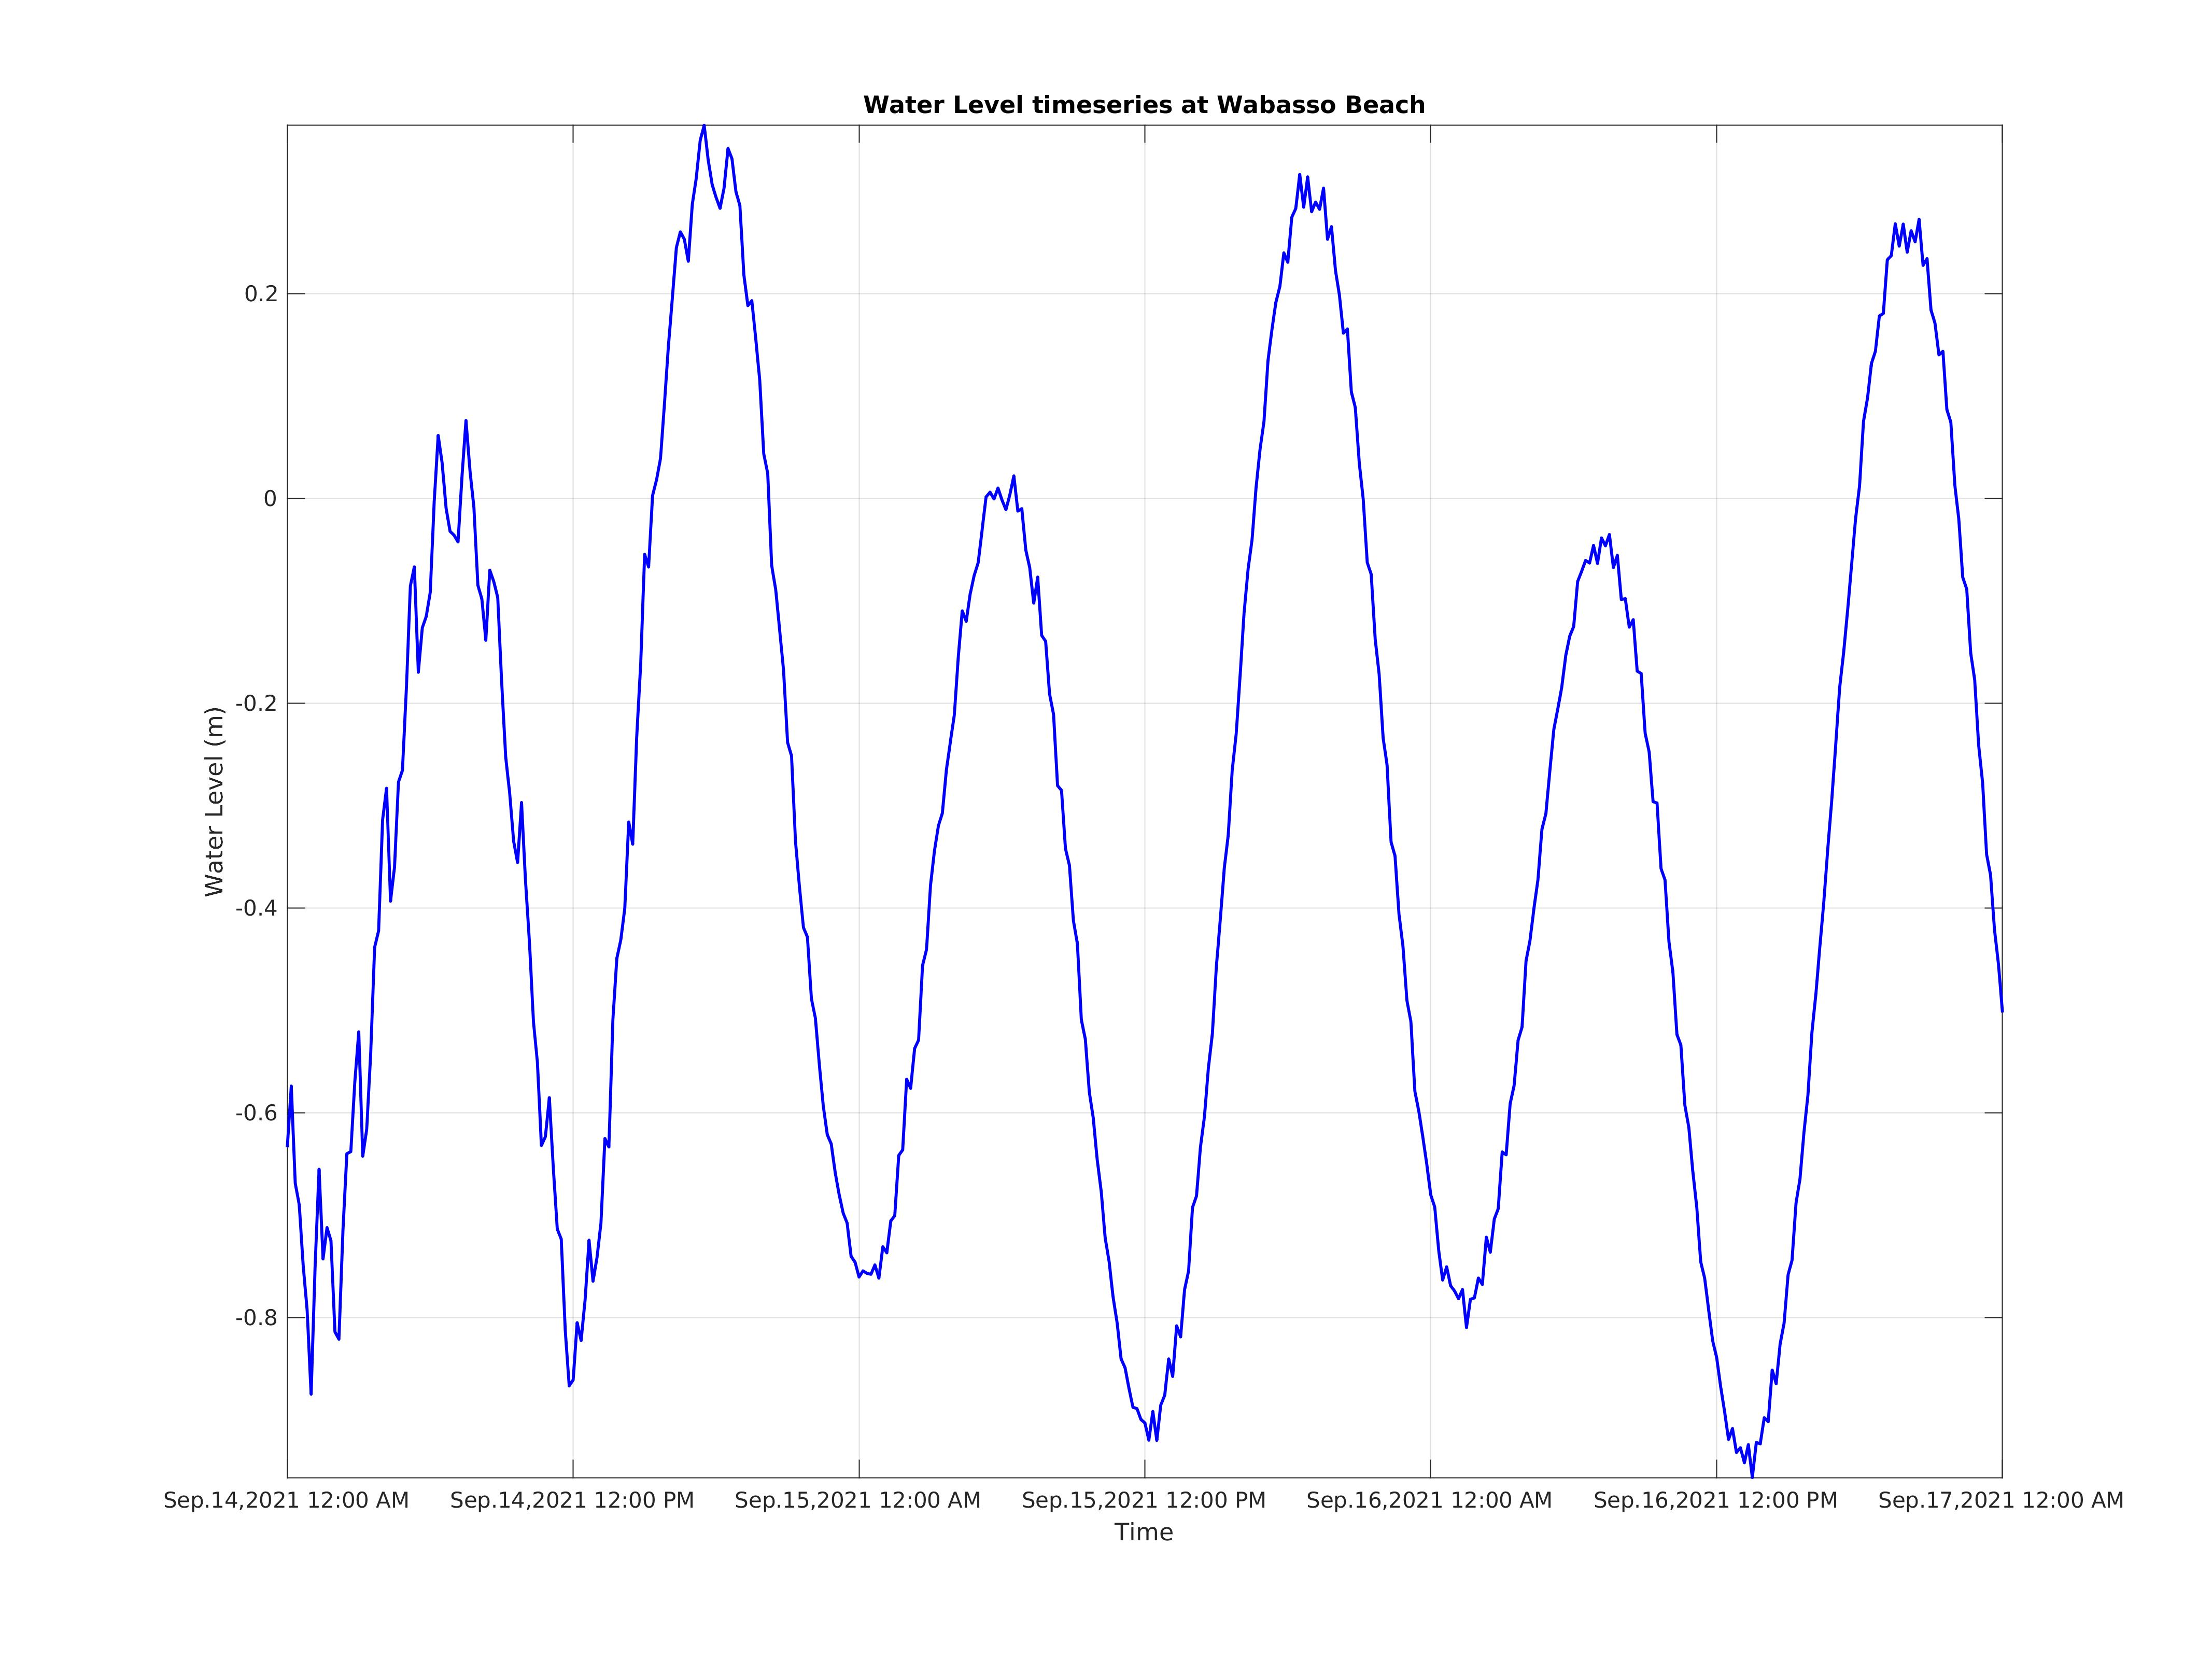 Water Level timeseries at Wabasso Beach
Water Level (m)
0.2
0
-0.2
-0.4
-0.6
-0.8
Sep.14,2021 12:00 AM
Sep.14,2021 12:00 PM
Sep.15,2021 12:00 AM
Sep.15,2021 12:00 PM
Sep.16,2021 12:00 AM
Sep.16,2021 12:00 PM
Sep.17,2021 12:00 AM
Time